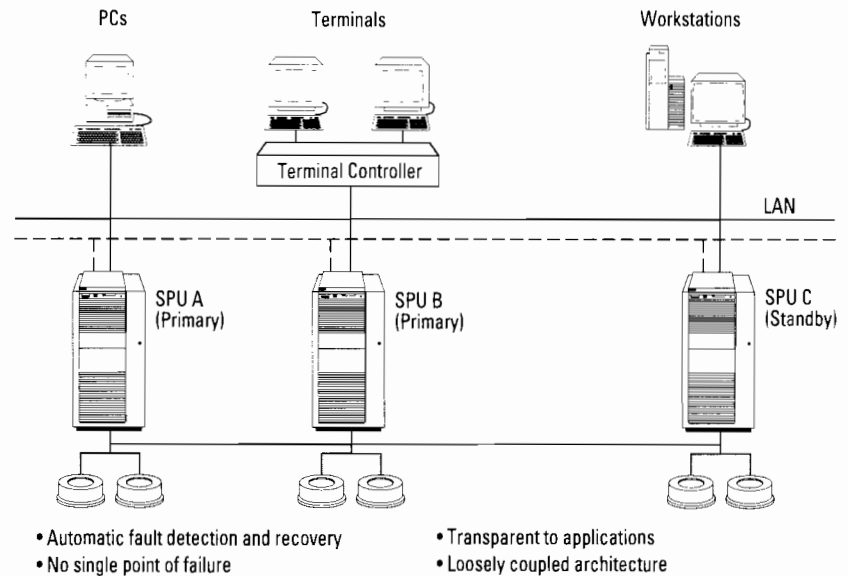 PCs
Terminals
Workstations
Terminal Controller
LAN
SPU A
(Primary)
SPU B
(Primary)
SPU C
(Standby)
• Automatic fault detection and recovery
• No single point of failure
• Transparent to applications
• Loosely coupled architecture